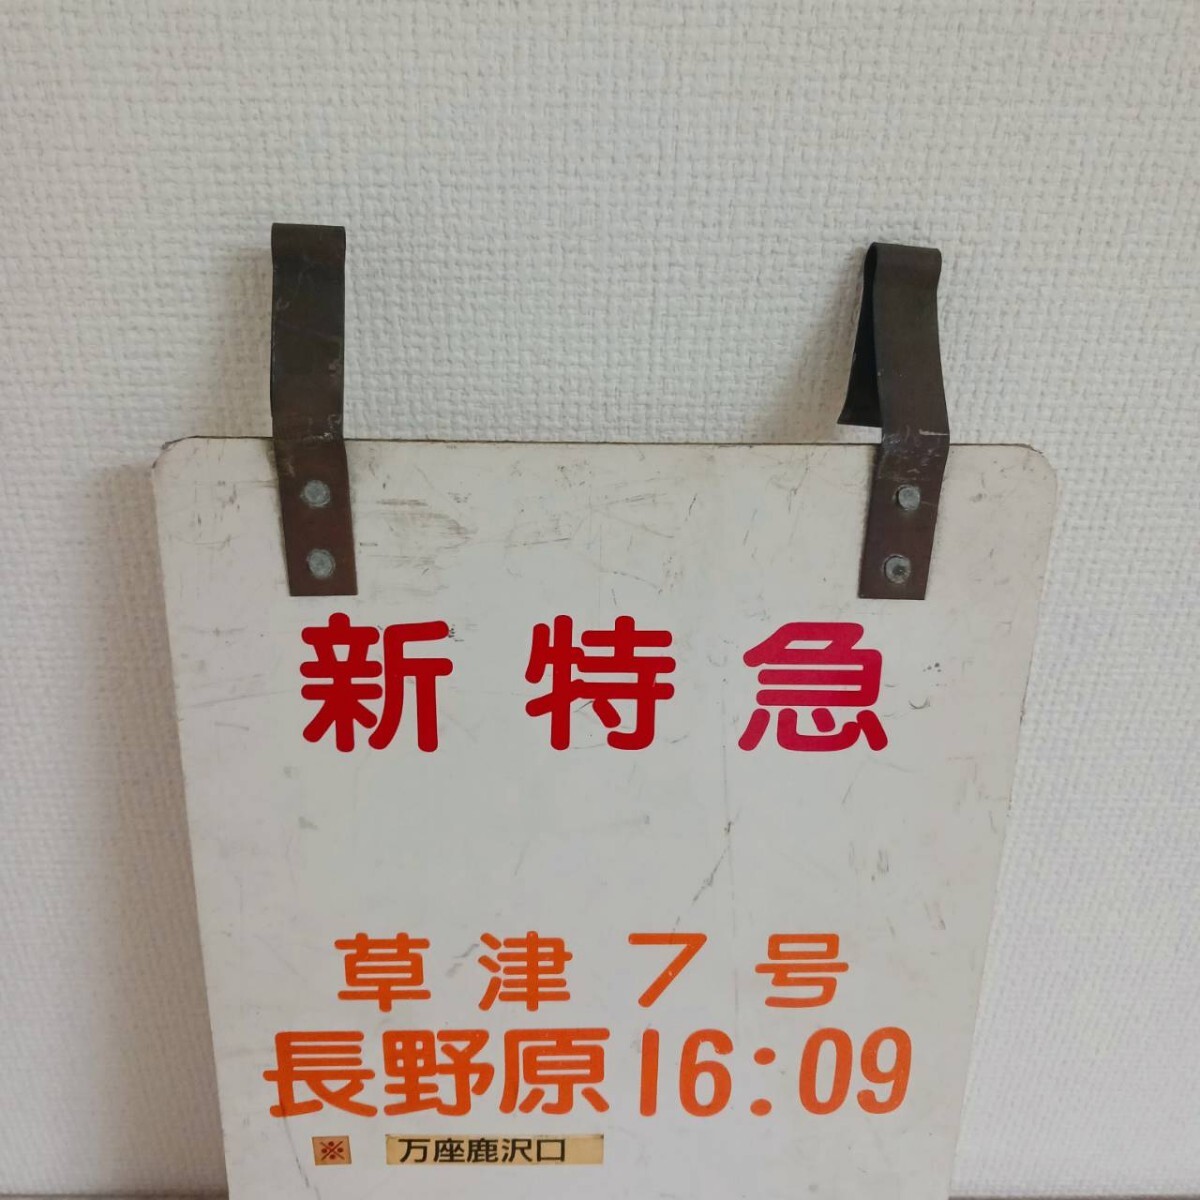 新特急
草津7号
長野原16:09
※ 万座鹿沢口